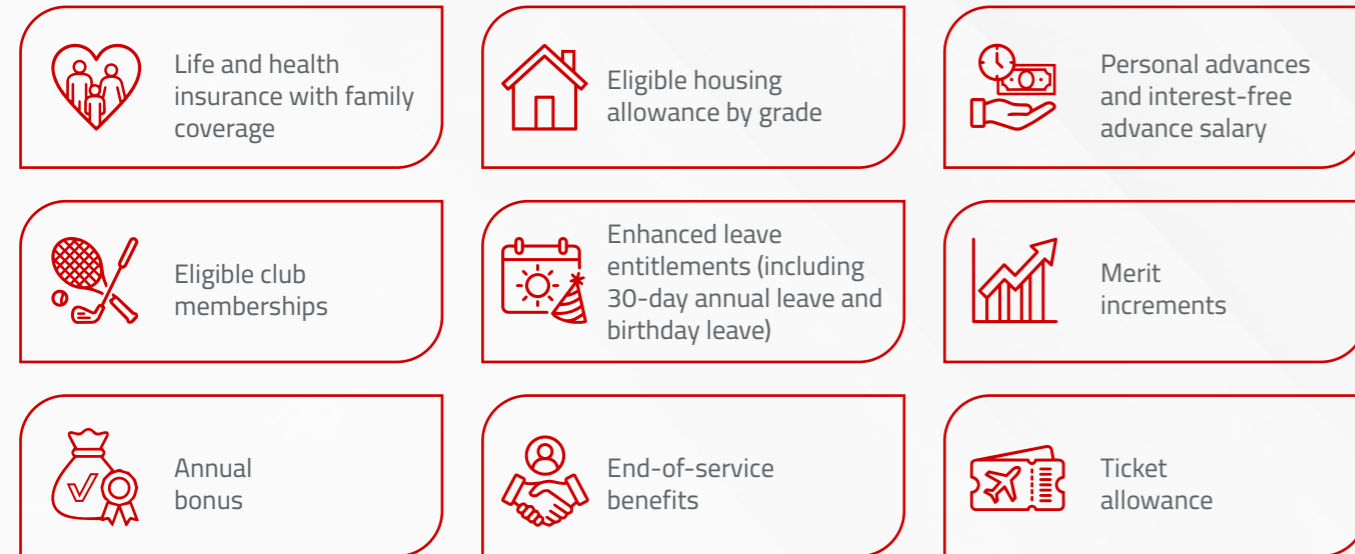 Life and health
insurance with family
coverage
Eligible housing
allowance by grade
Personal advances
and interest-free
advance salary
Eligible club
memberships
Enhanced leave
entitlements (including
30-day annual leave and
birthday leave)
Merit
increments
Annual
bonus
End-of-service
benefits
Ticket
allowance